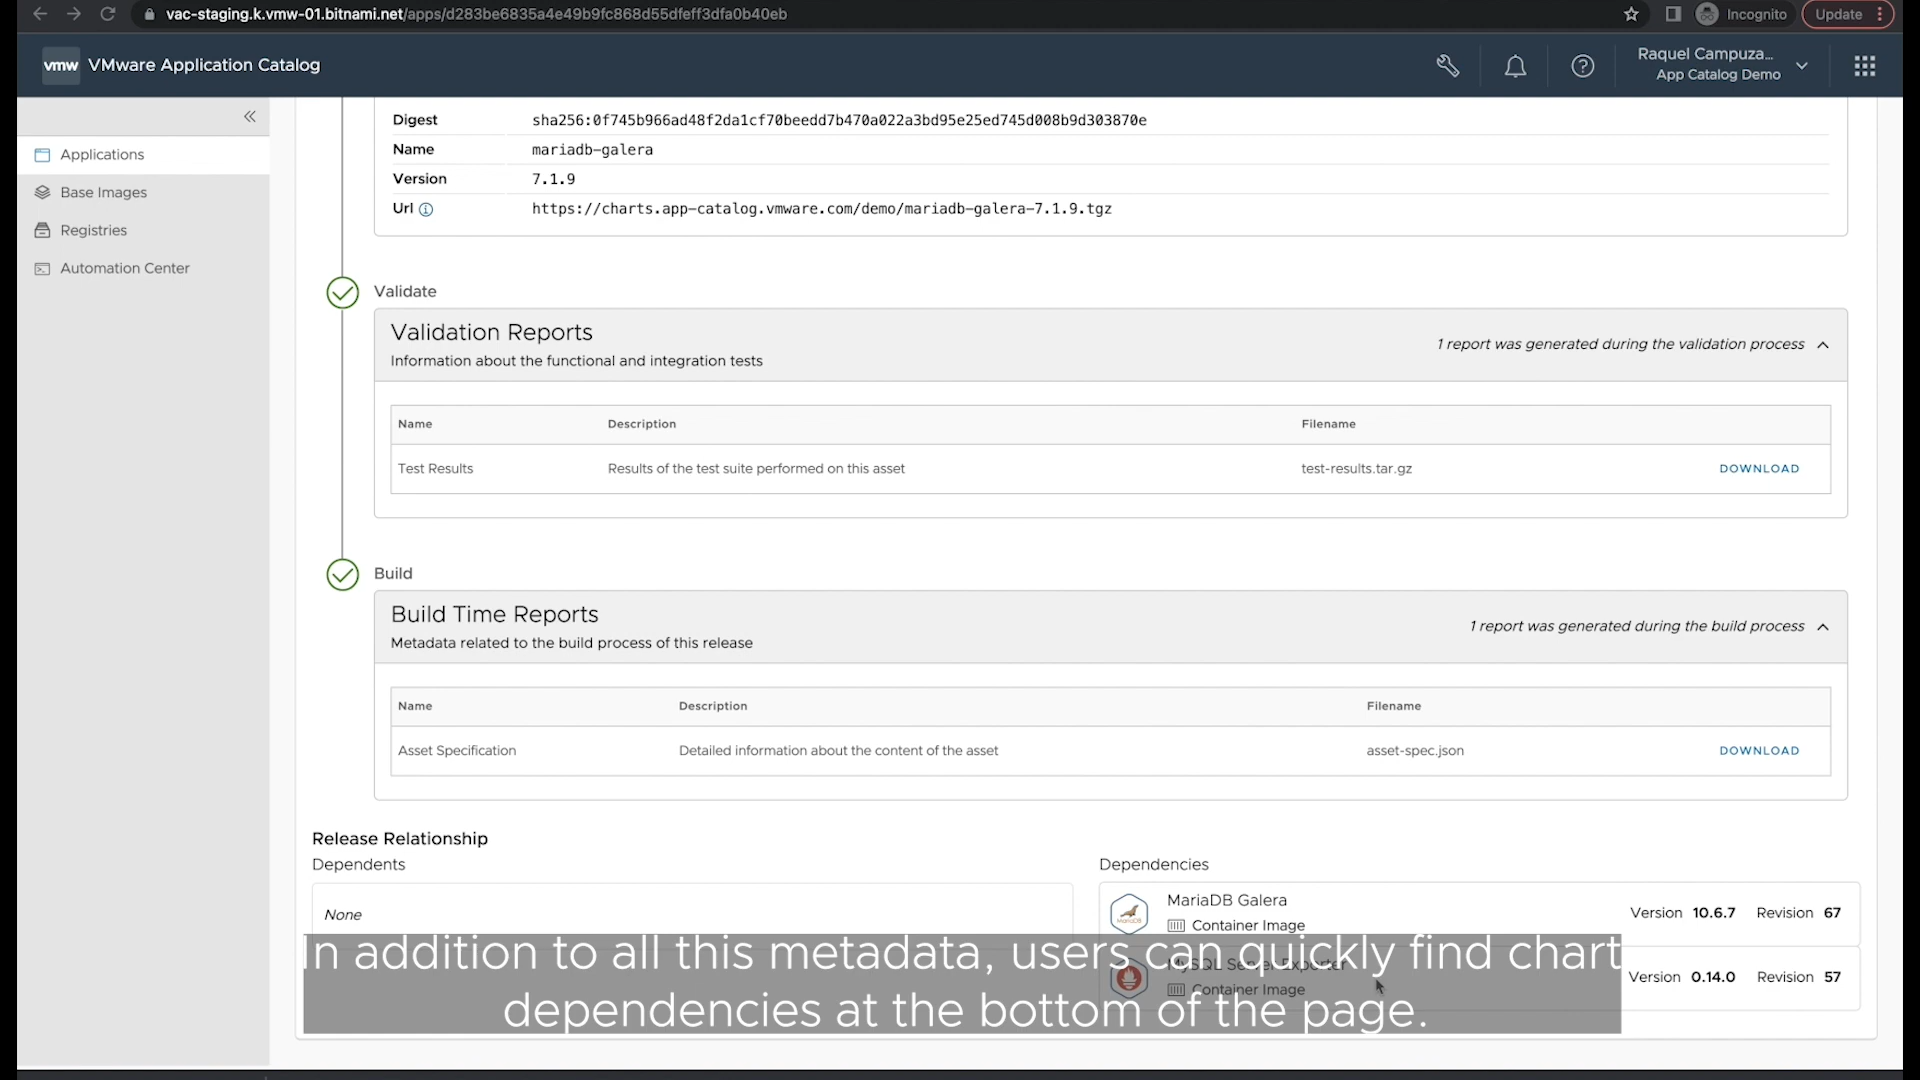 vac-staging.k.vmw-01.bitnami.net/apps/d283be6835a4e49b9fc868d55dfeff3dfa0b40eb
Incognito
Update
vmw VMware Application Catalog
Raquel Campuza...
App Catalog Demo
Applications
Base Images
Registries
Automation Center
Digest sha256:0f745b966ad48f2da1cf70beedd7b470a022a3bd95e25ed745d008b9d303870e
Name mariadb-galera
Version 7.1.9
Url https://charts.app-catalog.vmware.com/demo/mariadb-galera-7.1.9.tgz
Validate
Validation Reports
Information about the functional and integration tests
1 report was generated during the validation process
Name Description Filename
Test Results Results of the test suite performed on this asset test-results.tar.gz DOWNLOAD
Build
Build Time Reports
Metadata related to the build process of this release
1 report was generated during the build process
Name Description Filename
Asset Specification Detailed information about the content of the asset asset-spec.json DOWNLOAD
Release Relationship
Dependents
None
Dependencies
MariaDB Galera
Container Image
Version 10.6.7 Revision 67
MySQL Server Exporter
Container Image
Version 0.14.0 Revision 57
In addition to all this metadata, users can quickly find chart
dependencies at the bottom of the page.